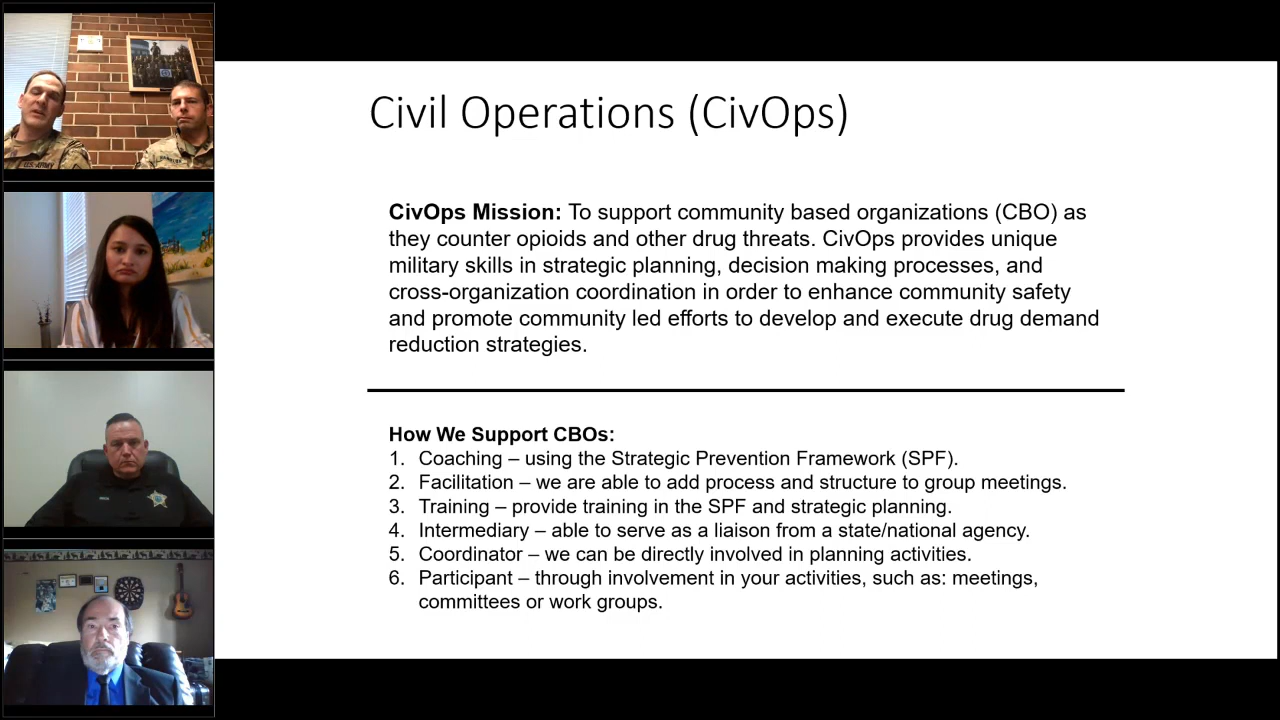 Civil Operations (CivOps)
CivOps Mission: To support community based organizations (CBO) as
they counter opioids and other drug threats. CivOps provides unique
military skills in strategic planning, decision making processes, and
cross-organization coordination in order to enhance community safety
and promote community led efforts to develop and execute drug demand
reduction strategies.
How We Support CBOs:
1. Coaching – using the Strategic Prevention Framework (SPF).
2. Facilitation – we are able to add process and structure to group meetings.
3. Training – provide training in the SPF and strategic planning.
4. Intermediary – able to serve as a liaison from a state/national agency.
5. Coordinator – we can be directly involved in planning activities.
6. Participant – through involvement in your activities, such as: meetings,
committees or work groups.
U.S. ARMY